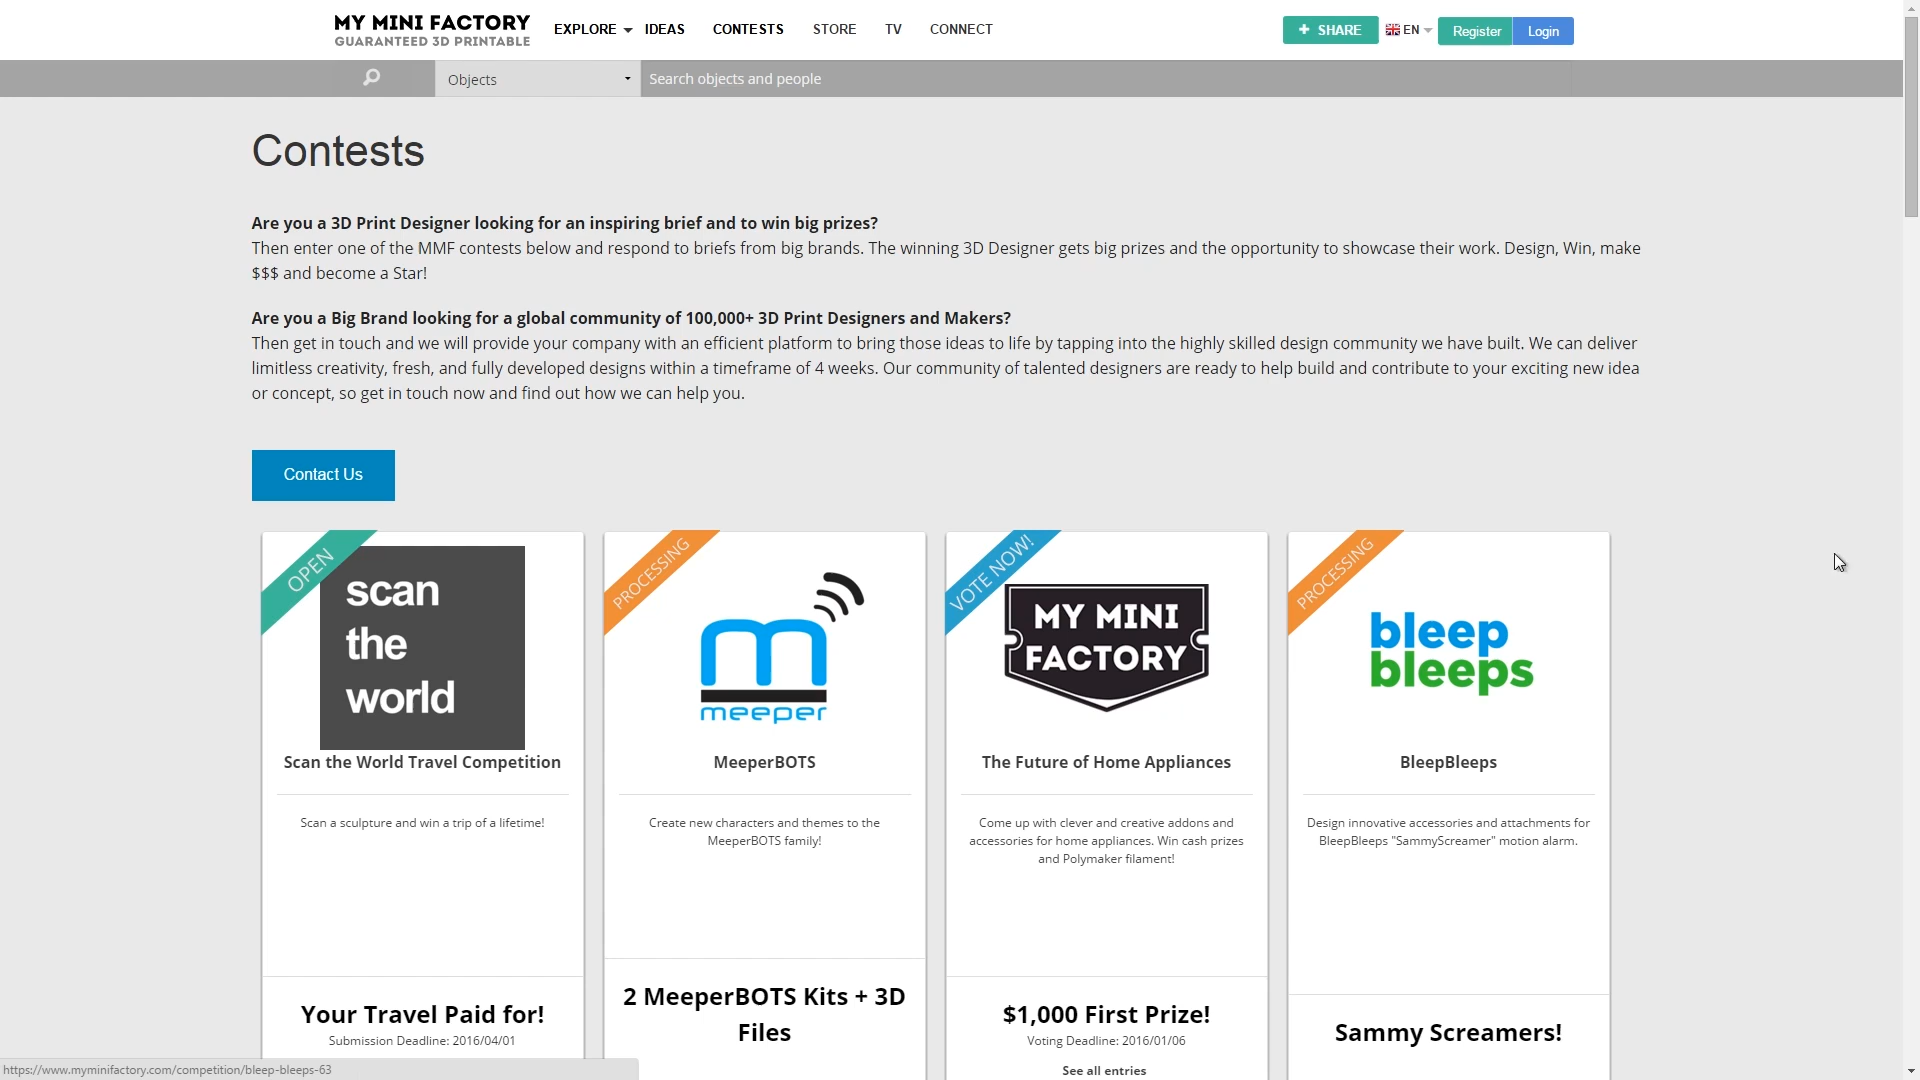 MY MINI FACTORY
GUARANTEED 3D PRINTABLE
EXPLORE IDEAS CONTESTS STORE TV CONNECT
+ SHARE EN Register Login
Objects Search objects and people
Contests
Are you a 3D Print Designer looking for an inspiring brief and to win big prizes?
Then enter one of the MMF contests below and respond to briefs from big brands. The winning 3D Designer gets big prizes and the opportunity to showcase their work. Design, Win, make
$$$ and become a Star!
Are you a Big Brand looking for a global community of 100,000+ 3D Print Designers and Makers?
Then get in touch and we will provide your company with an efficient platform to bring those ideas to life by tapping into the highly skilled design community we have built. We can deliver
limitless creativity, fresh, and fully developed designs within a timeframe of 4 weeks. Our community of talented designers are ready to help build and contribute to your exciting new idea
or concept, so get in touch now and find out how we can help you.
Contact Us
OPEN
scan
the
world
Scan the World Travel Competition
Scan a sculpture and win a trip of a lifetime!
Your Travel Paid for!
Submission Deadline: 2016/04/01
PROCESSING
m
meeper
MeeperBOTS
Create new characters and themes to the
MeeperBOTS family!
2 MeeperBOTS Kits + 3D
Files
VOTE NOW!
MY MINI
FACTORY
The Future of Home Appliances
Come up with clever and creative addons and
accessories for home appliances. Win cash prizes
and Polymaker filament!
$1,000 First Prize!
Voting Deadline: 2016/01/06
See all entries
PROCESSING
bleep
bleeps
BleepBleeps
Design innovative accessories and attachments for
BleepBleeps "SammyScreamer" motion alarm.
Sammy Screamers!
https://www.myminifactory.com/competition/bleep-bleeps-63